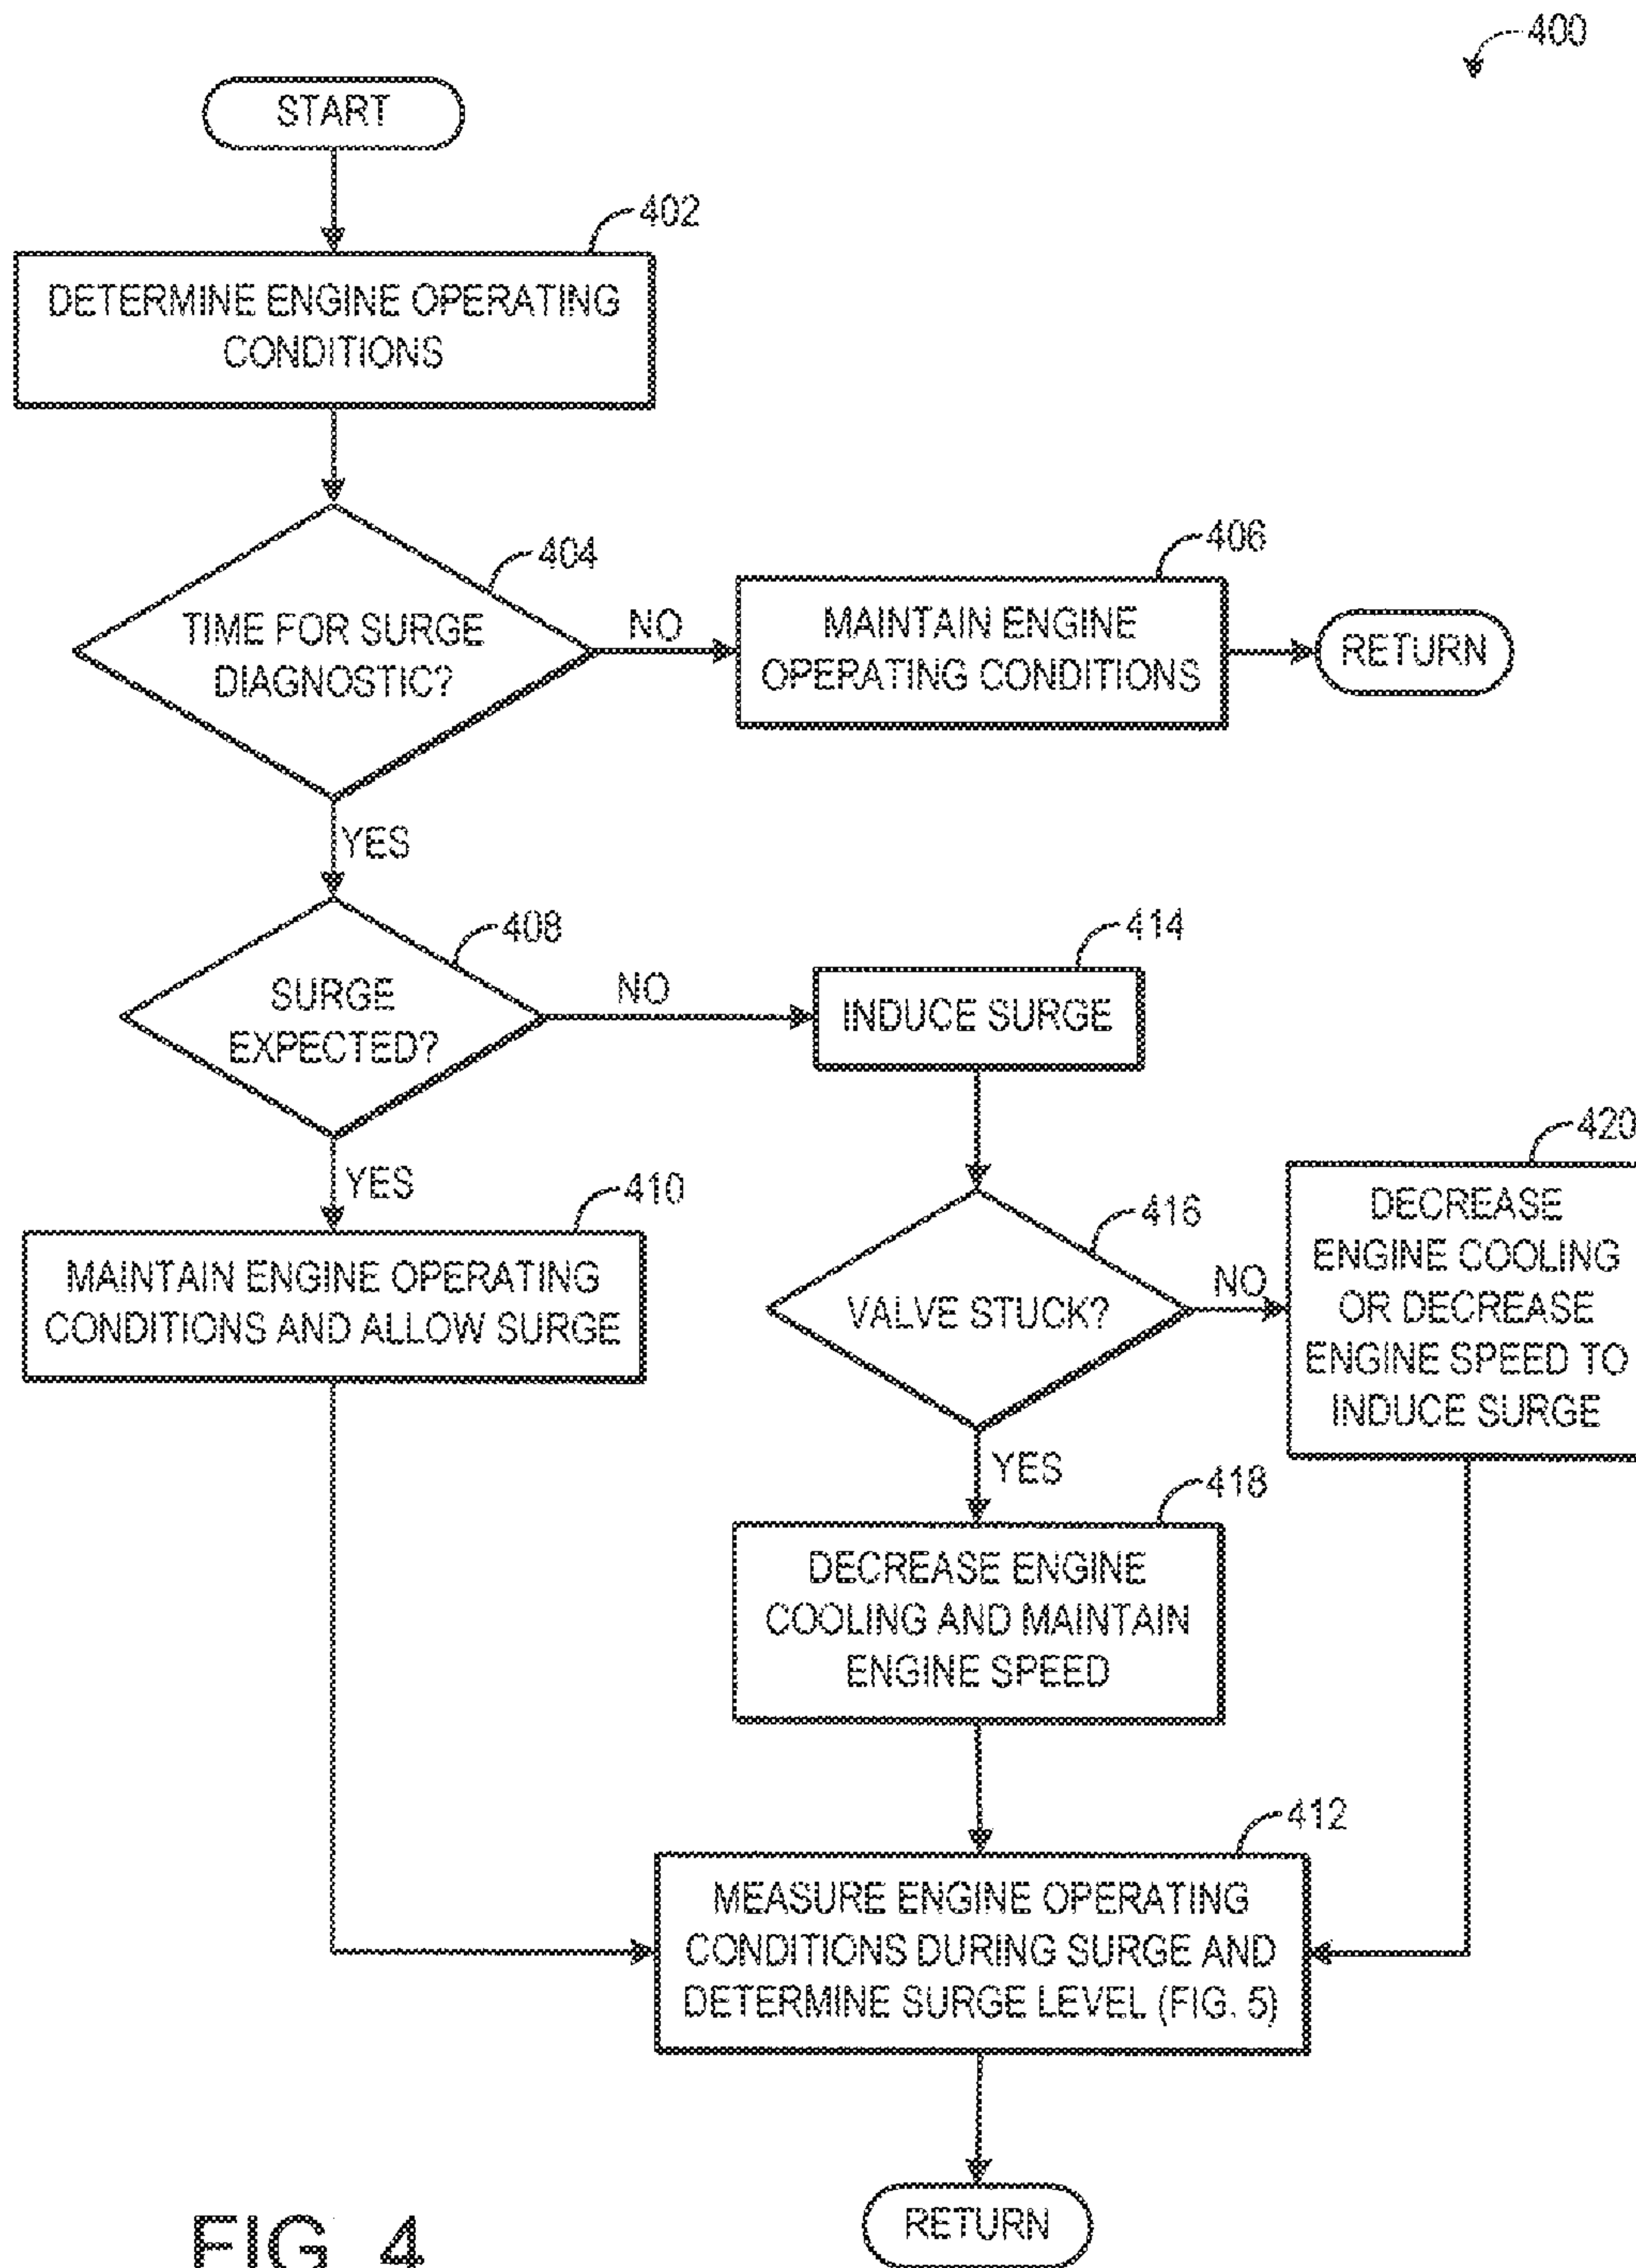 400
START
402
DETERMINE ENGINE OPERATING
CONDITIONS
404
TIME FOR SURGE
DIAGNOSTIC?
NO
406
MAINTAIN ENGINE
OPERATING CONDITIONS
RETURN
YES
408
SURGE
EXPECTED?
NO
414
INDUCE SURGE
YES
410
MAINTAIN ENGINE OPERATING
CONDITIONS AND ALLOW SURGE
416
VALVE STUCK?
NO
420
DECREASE
ENGINE COOLING
OR DECREASE
ENGINE SPEED TO
INDUCE SURGE
YES
418
DECREASE ENGINE
COOLING AND MAINTAIN
ENGINE SPEED
412
MEASURE ENGINE OPERATING
CONDITIONS DURING SURGE AND
DETERMINE SURGE LEVEL (FIG. 5)
RETURN
FIG. 4